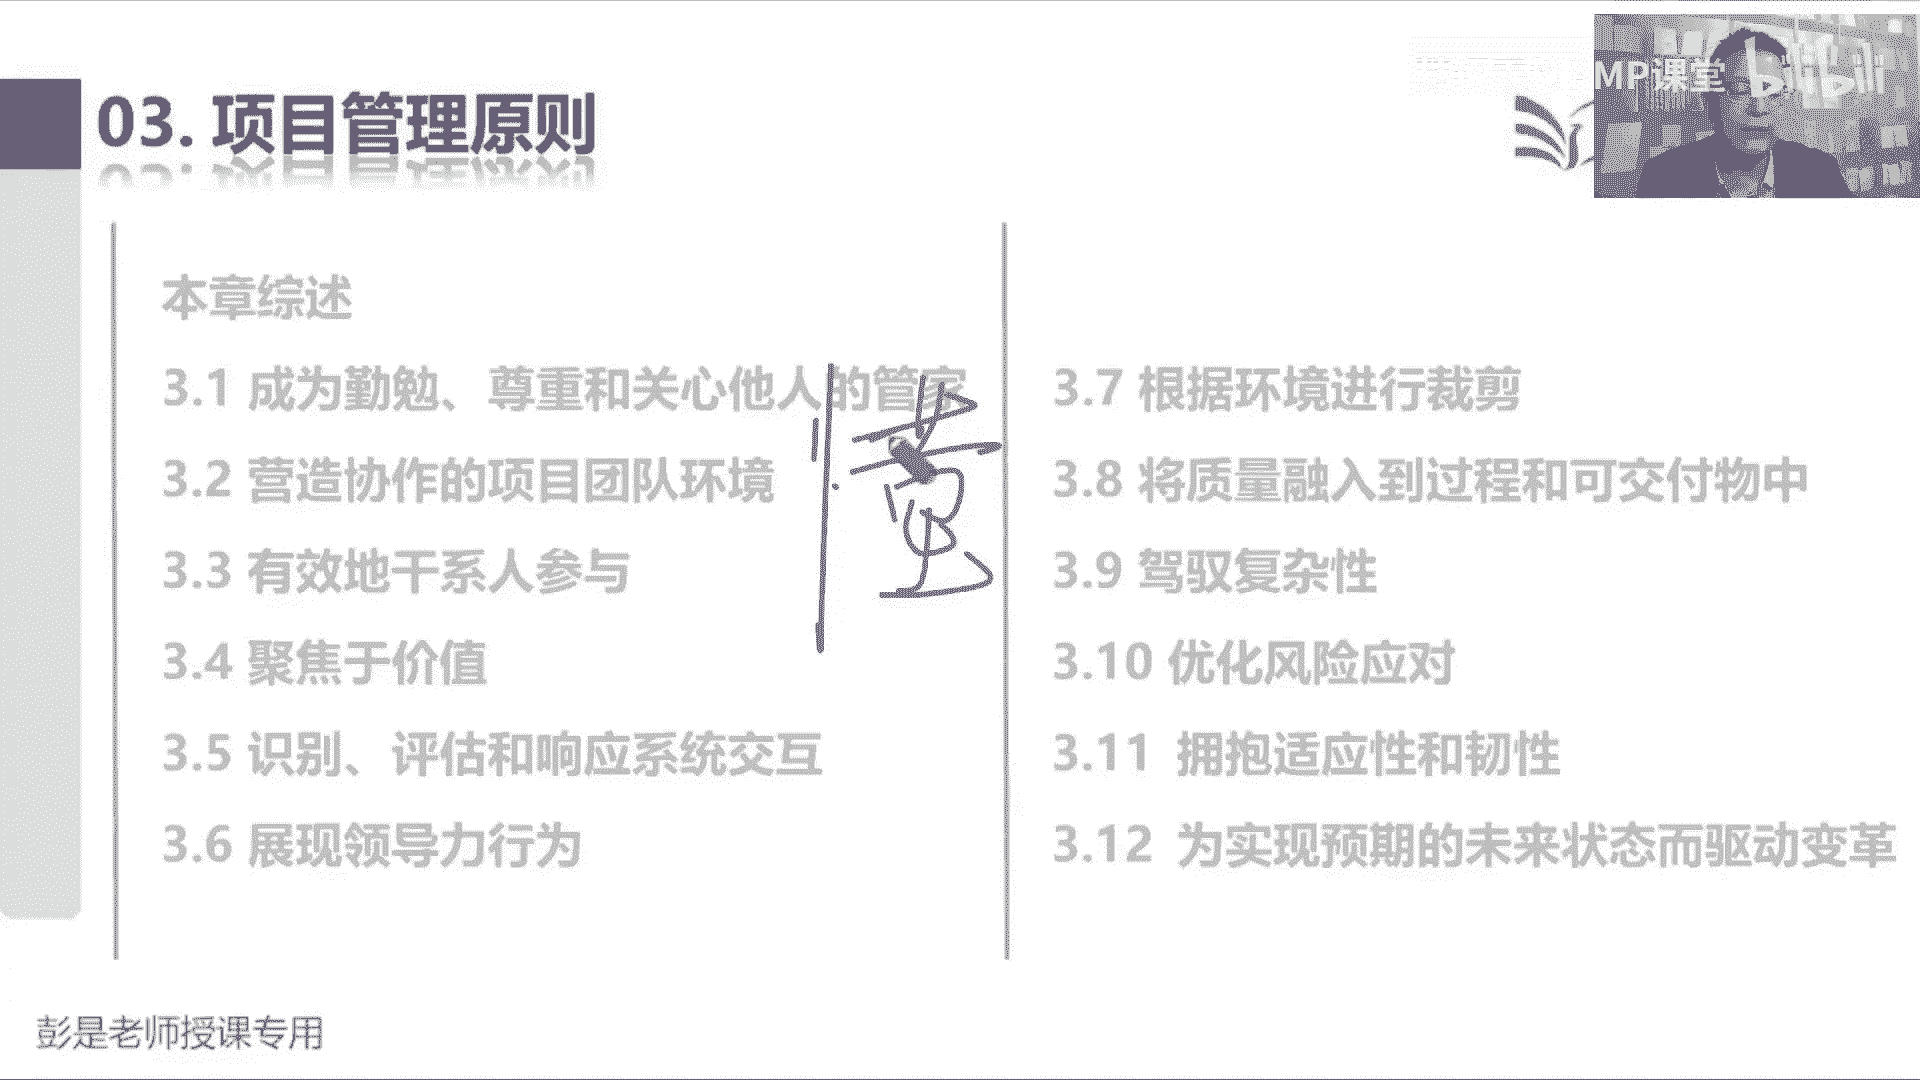 MP课堂 bilibili
03. 项目管理原则
本章综述
3.1 成为勤勉、尊重和关心他人的管家
3.2 营造协作的项目团队环境
3.3 有效地干系人参与
3.4 聚焦于价值
3.5 识别、评估和响应系统交互
3.6 展现领导力行为
3.7 根据环境进行裁剪
3.8 将质量融入到过程和可交付物中
3.9 驾驭复杂性
3.10 优化风险应对
3.11 拥抱适应性和韧性
3.12 为实现预期的未来状态而驱动变革
彭是老师授课专用